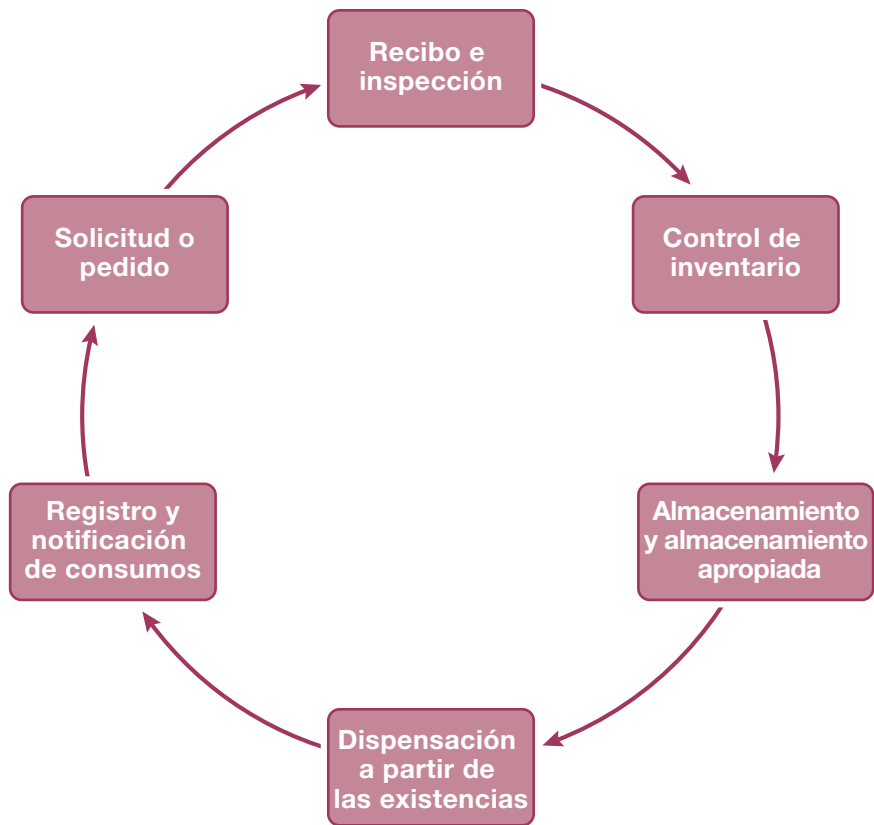 Recibo e
inspección
Control de
inventario
Almacenamiento
y almacenamiento
apropiada
Dispensación
a partir de
las existencias
Registro y
notificación
de consumos
Solicitud o
pedido